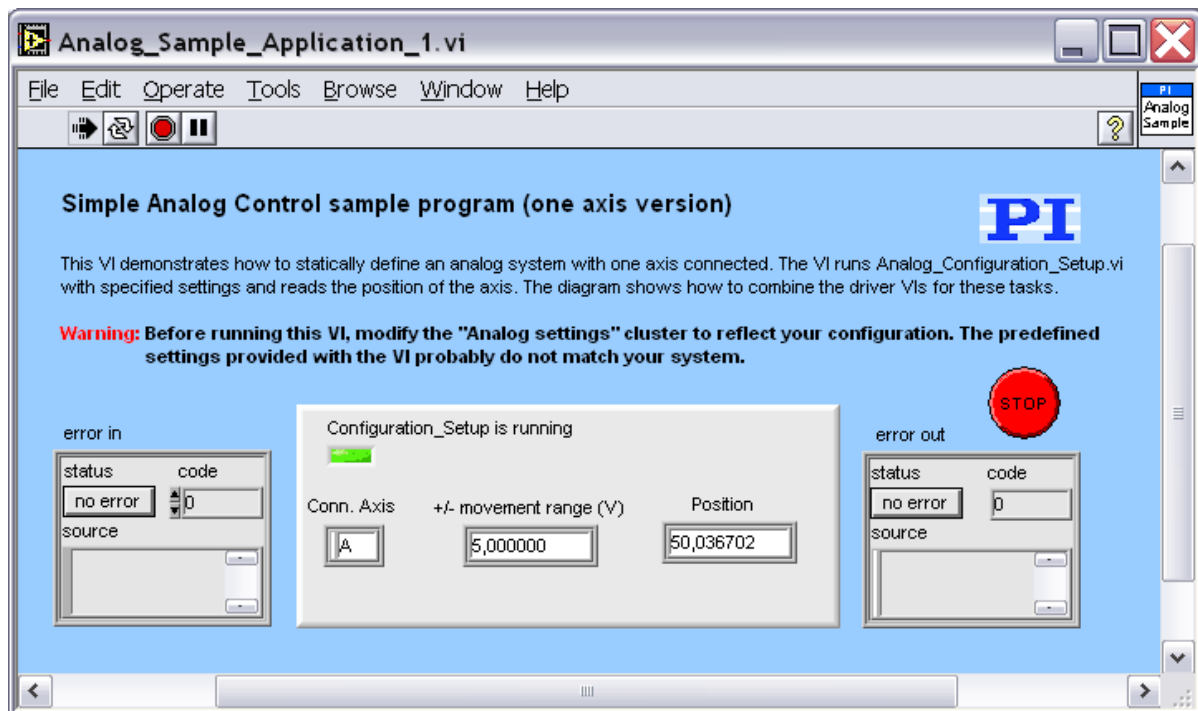 Analog_Sample_Application_1.vi
File Edit Operate Tools Browse Window Help
PI
Analog
Sample
Simple Analog Control sample program (one axis version)
PI
This VI demonstrates how to statically define an analog system with one axis connected. The VI runs Analog_Configuration_Setup.vi
with specified settings and reads the position of the axis. The diagram shows how to combine the driver VIs for these tasks.
Warning: Before running this VI, modify the "Analog settings" cluster to reflect your configuration. The predefined
settings provided with the VI probably do not match your system.
STOP
error in
status code
no error 0
source
Configuration_Setup is running
Conn. Axis +/- movement range (V) Position
A 5,000000 50,036702
error out
status code
no error 0
source